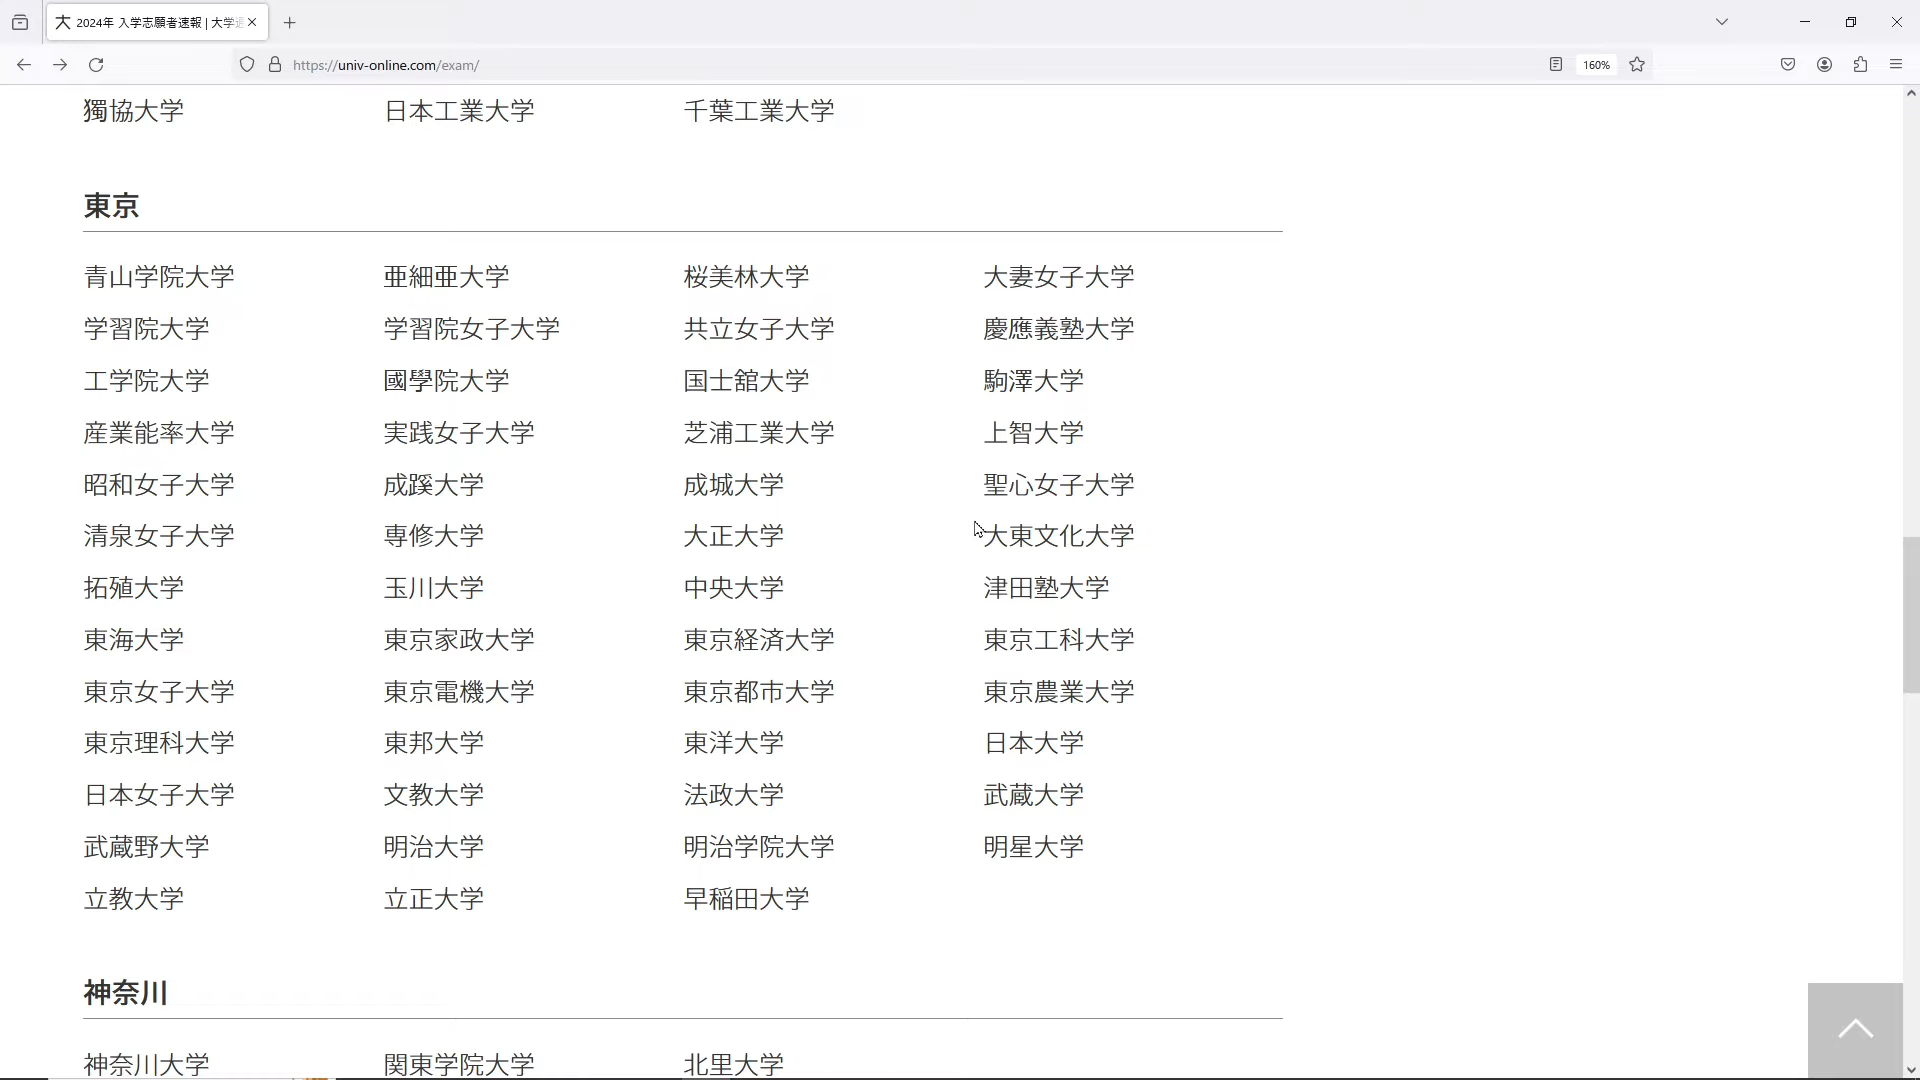 2024年 入学志願者速報 | 大学
https://univ-online.com/exam/
160%
獨協大学 日本工業大学 千葉工業大学
東京
青山学院大学 亜細亜大学 桜美林大学 大妻女子大学
学習院大学 学習院女子大学 共立女子大学 慶應義塾大学
工学院大学 國學院大学 国士舘大学 駒澤大学
産業能率大学 実践女子大学 芝浦工業大学 上智大学
昭和女子大学 成蹊大学 成城大学 聖心女子大学
清泉女子大学 専修大学 大正大学 大東文化大学
拓殖大学 玉川大学 中央大学 津田塾大学
東海大学 東京家政大学 東京経済大学 東京工科大学
東京女子大学 東京電機大学 東京都市大学 東京農業大学
東京理科大学 東邦大学 東洋大学 日本大学
日本女子大学 文教大学 法政大学 武蔵大学
武蔵野大学 明治大学 明治学院大学 明星大学
立教大学 立正大学 早稲田大学
神奈川
神奈川大学 関東学院大学 北里大学